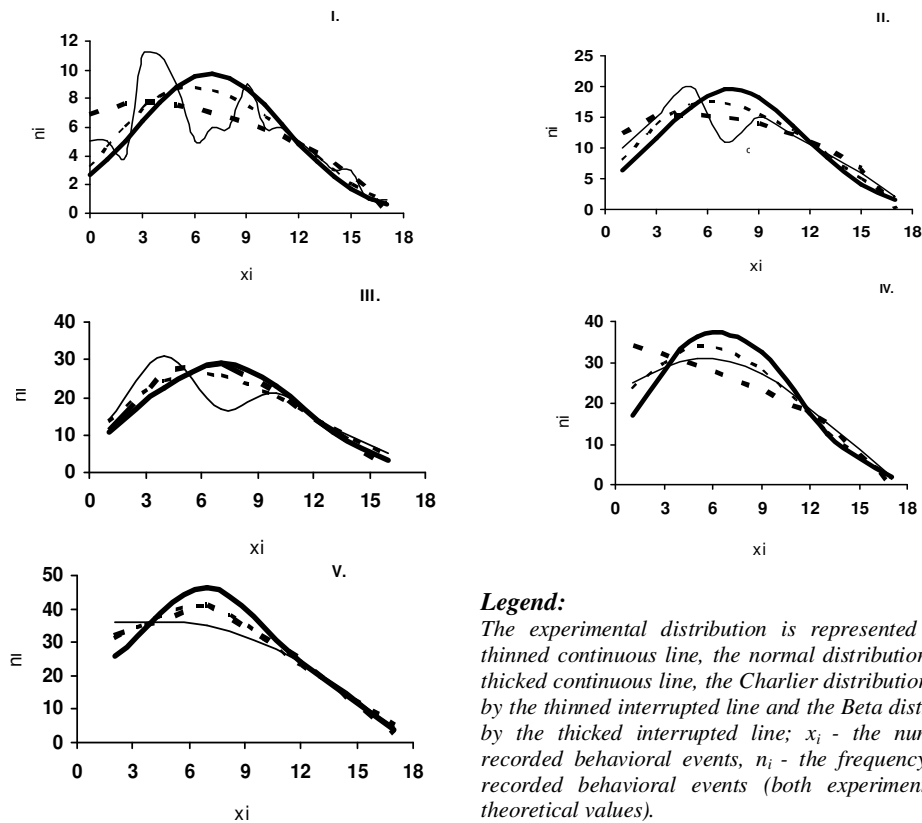 I.
12
10
8
6
4
2
0
ni
0 3 6 9 12 15 18
xi
II.
25
20
15
10
5
0
ni
c
0 3 6 9 12 15 18
xi
III.
40
30
20
10
0
ni
0 3 6 9 12 15 18
xi
IV.
40
30
20
10
0
ni
0 3 6 9 12 15 18
xi
V.
50
40
30
20
10
0
ni
0 3 6 9 12 15 18
xi
Legend:
The experimental distribution is represented
thinned continuous line, the normal distribution
thicked continuous line, the Charlier distribution
by the thinned interrupted line and the Beta dist
by the thicked interrupted line; xi - the num
recorded behavioral events, ni - the frequency
recorded behavioral events (both experimen
theoretical values).